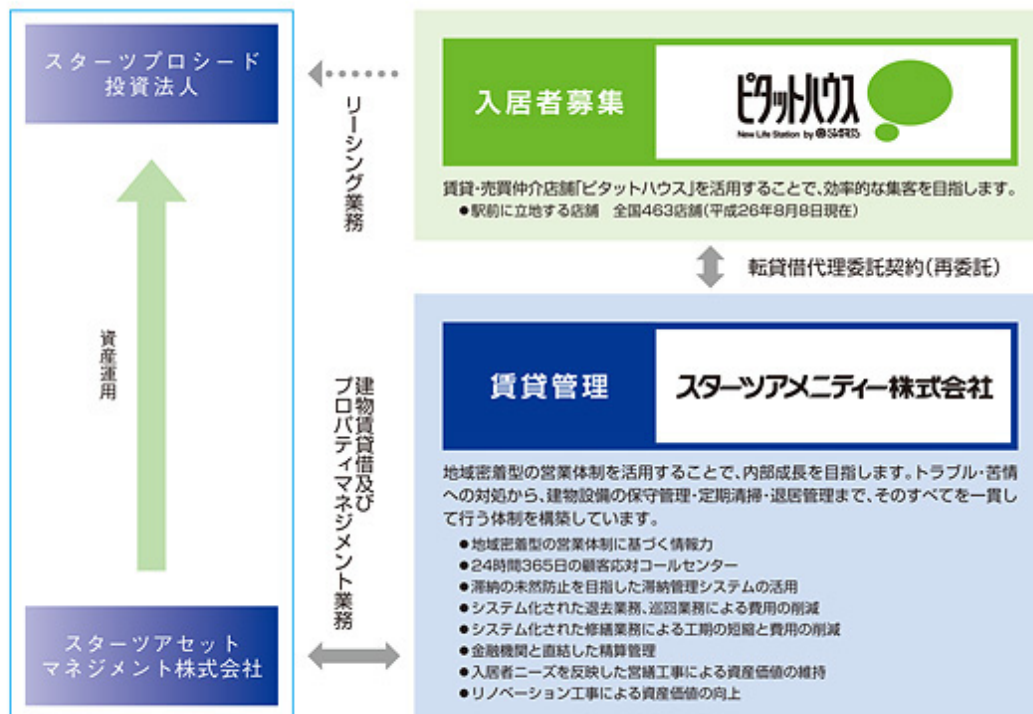 スターツプロシード
投資法人
資産運用
スターツアセット
マネジメント株式会社
リーシング業務
建物賃貸借及び
プロパティマネジメント業務
入居者募集
ピタットハウス
New Life Station by STARTS
賃貸・売買仲介店舗「ピタットハウス」を活用することで、効率的な集客を目指します。
●駅前に立地する店舗　全国463店舗(平成26年8月8日現在)
転貸借代理委託契約(再委託)
賃貸管理
スターツアメニティー株式会社
地域密着型の営業体制を活用することで、内部成長を目指します。トラブル・苦情
への対処から、建物設備の保守管理・定期清掃・退居管理まで、そのすべてを一貫し
て行う体制を構築しています。
●地域密着型の営業体制に基づく情報力
●24時間365日の顧客応対コールセンター
●滞納の未然防止を目指した滞納管理システムの活用
●システム化された退去業務、巡回業務による費用の削減
●システム化された修繕業務による工期の短縮と費用の削減
●金融機関と直結した精算管理
●入居者ニーズを反映した営繕工事による資産価値の維持
●リノベーション工事による資産価値の向上